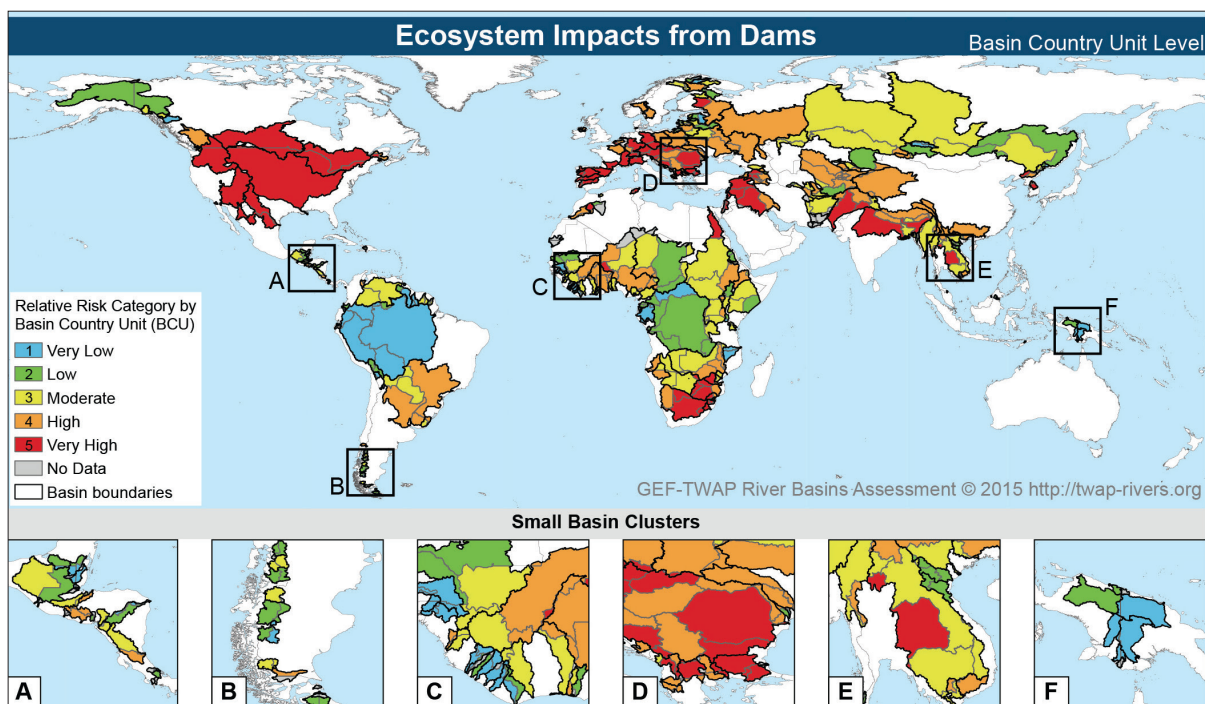 Ecosystem Impacts from Dams
Basin Country Unit Level
A
B
C
D
E
F
Relative Risk Category by
Basin Country Unit (BCU)
1 Very Low
2 Low
3 Moderate
4 High
5 Very High
No Data
Basin boundaries
GEF-TWAP River Basins Assessment © 2015 http://twap-rivers.org
Small Basin Clusters
A
B
C
D
E
F